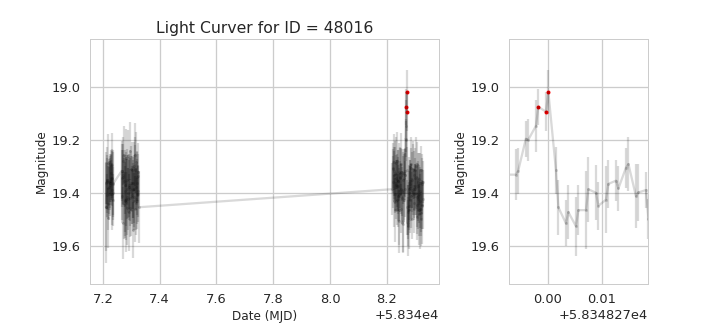 Light Curver for ID = 48016
Magnitude
19.0
19.2
19.4
19.6
7.2 7.4 7.6 7.8 8.0 8.2
Date (MJD)
+5.834e4
Magnitude
19.0
19.2
19.4
19.6
0.00 0.01
+5.834827e4